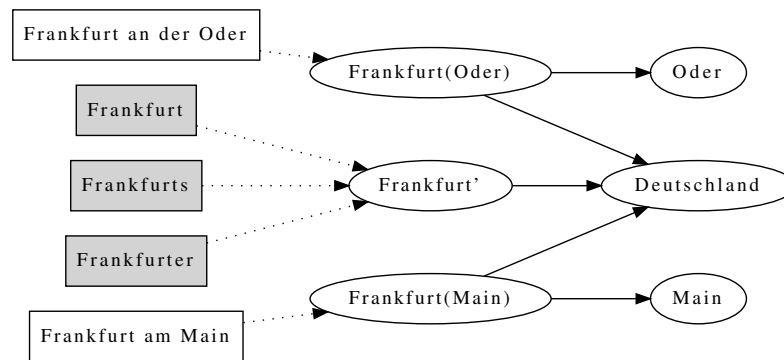 Frankfurt an der Oder
Frankfurt(Oder)
Oder
Frankfurt
Frankfurts
Frankfurt’
Deutschland
Frankfurter
Frankfurt(Main)
Main
Frankfurt am Main